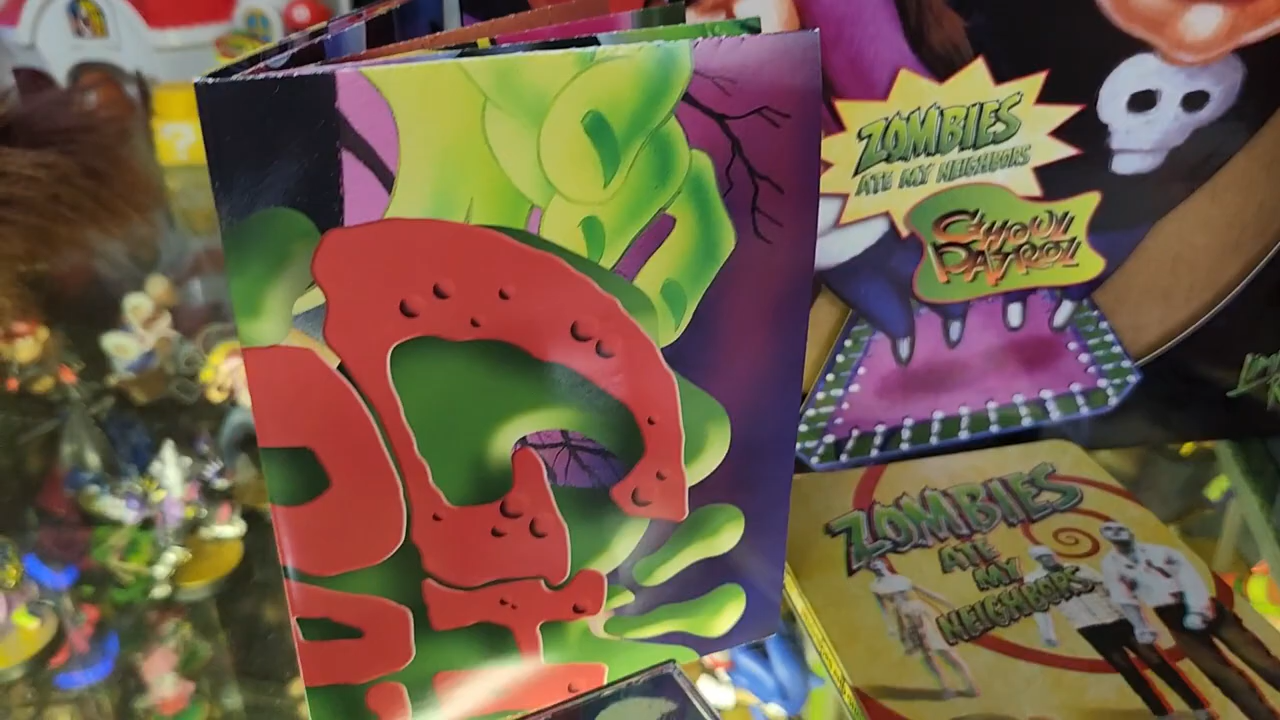 ZOMBIES
ATE MY NEIGHBORS
GHOUL
PATROL
ZOMBIES
ATE
MY
NEIGHBORS
?